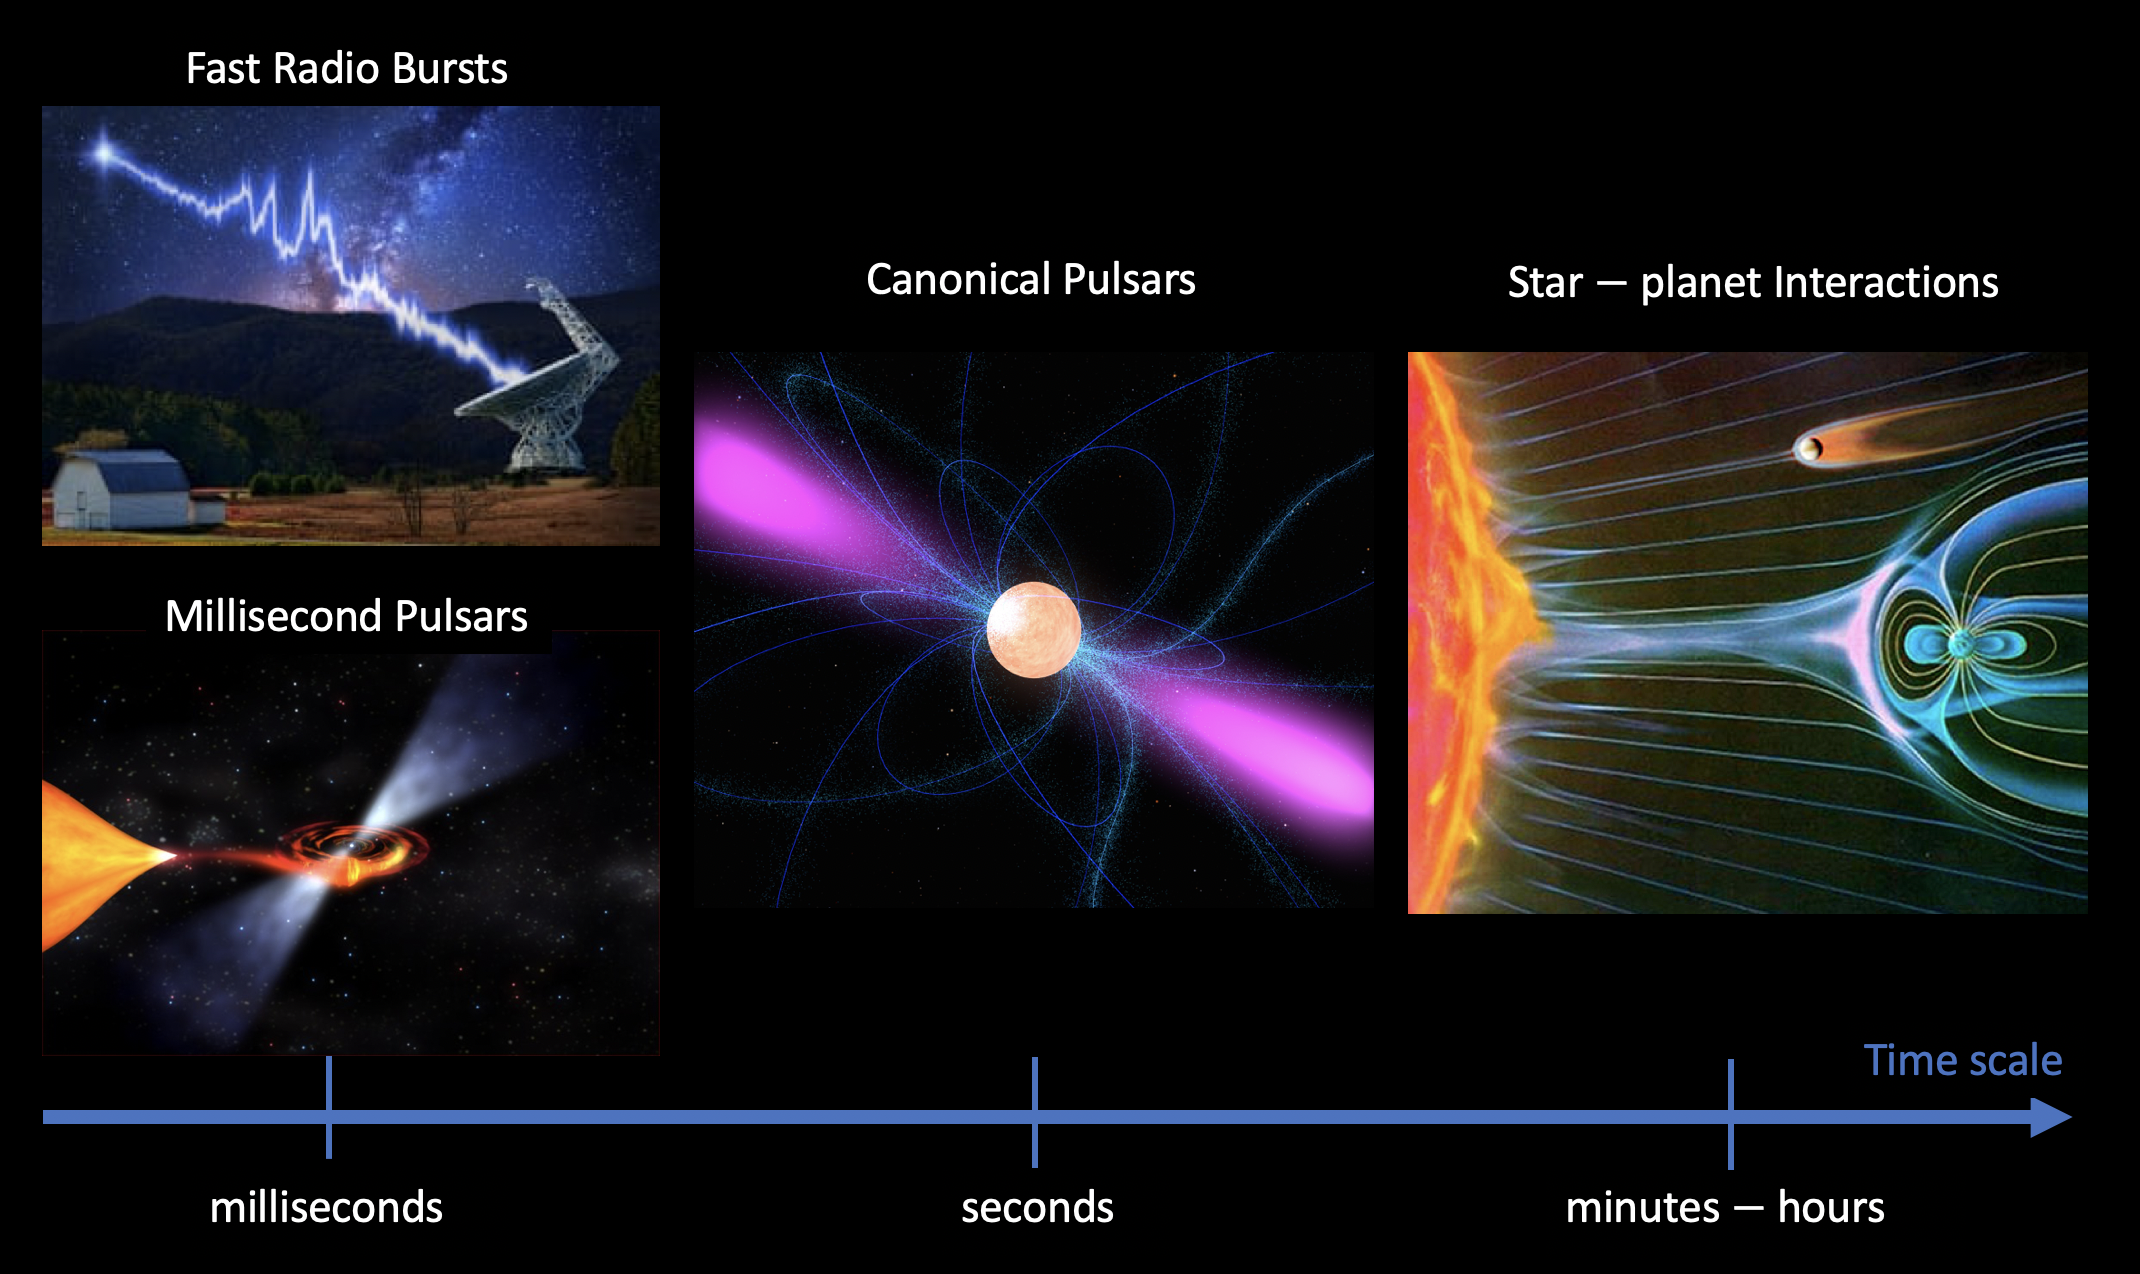 Fast Radio Bursts
Millisecond Pulsars
Canonical Pulsars
Star – planet Interactions
Time scale
milliseconds
seconds
minutes – hours